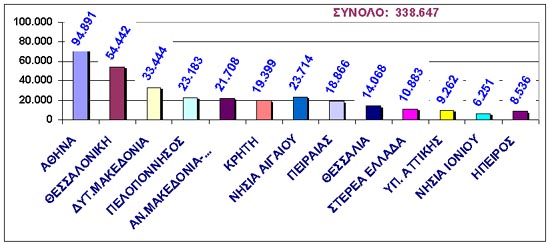 ΣΥΝΟΛΟ: 338.647
100.000
80.000
60.000
40.000
20.000
0
94.891
54.442
33.444
23.183
21.708
19.399
23.714
18.866
14.068
10.883
9.262
6.251
8.536
ΑΘΗΝΑ
ΘΕΣΣΑΛΟΝΙΚΗ
ΔΥΤ.ΜΑΚΕΔΟΝΙΑ
ΠΕΛΟΠΟΝΝΗΣΟΣ
ΑΝ.ΜΑΚΕΔΟΝΙΑ-...
ΚΡΗΤΗ
ΝΗΣΙΑ ΑΙΓΑΙΟΥ
ΠΕΙΡΑΙΑΣ
ΘΕΣΣΑΛΙΑ
ΣΤΕΡΕΑ ΕΛΛΑΔΑ
ΥΠ. ΑΤΤΙΚΗΣ
ΝΗΣΙΑ ΙΟΝΙΟΥ
ΗΠΕΙΡΟΣ